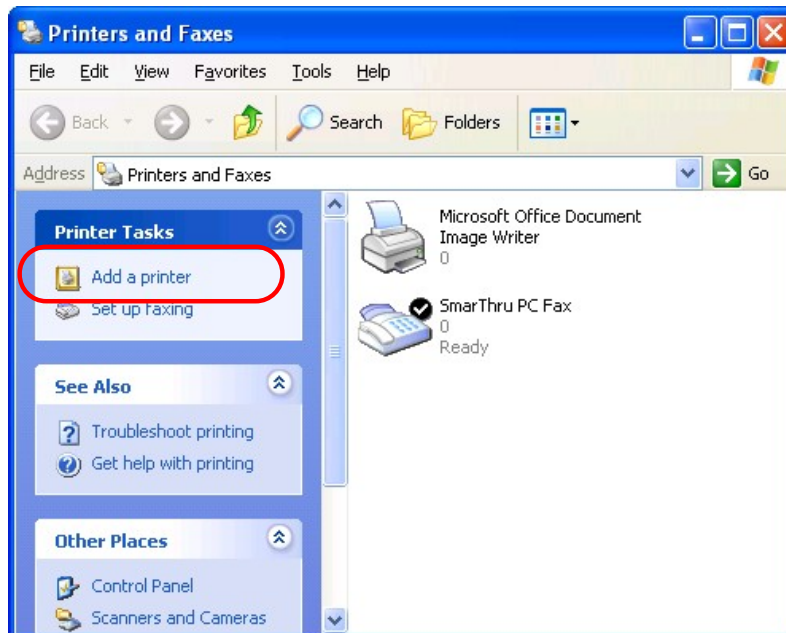 Printers and Faxes
File Edit View Favorites Tools Help
Back Search Folders
Address Printers and Faxes Go
Printer Tasks
Add a printer
Set up faxing
See Also
Troubleshoot printing
Get help with printing
Other Places
Control Panel
Scanners and Cameras
Microsoft Office Document
Image Writer
0
SmarThru PC Fax
0
Ready